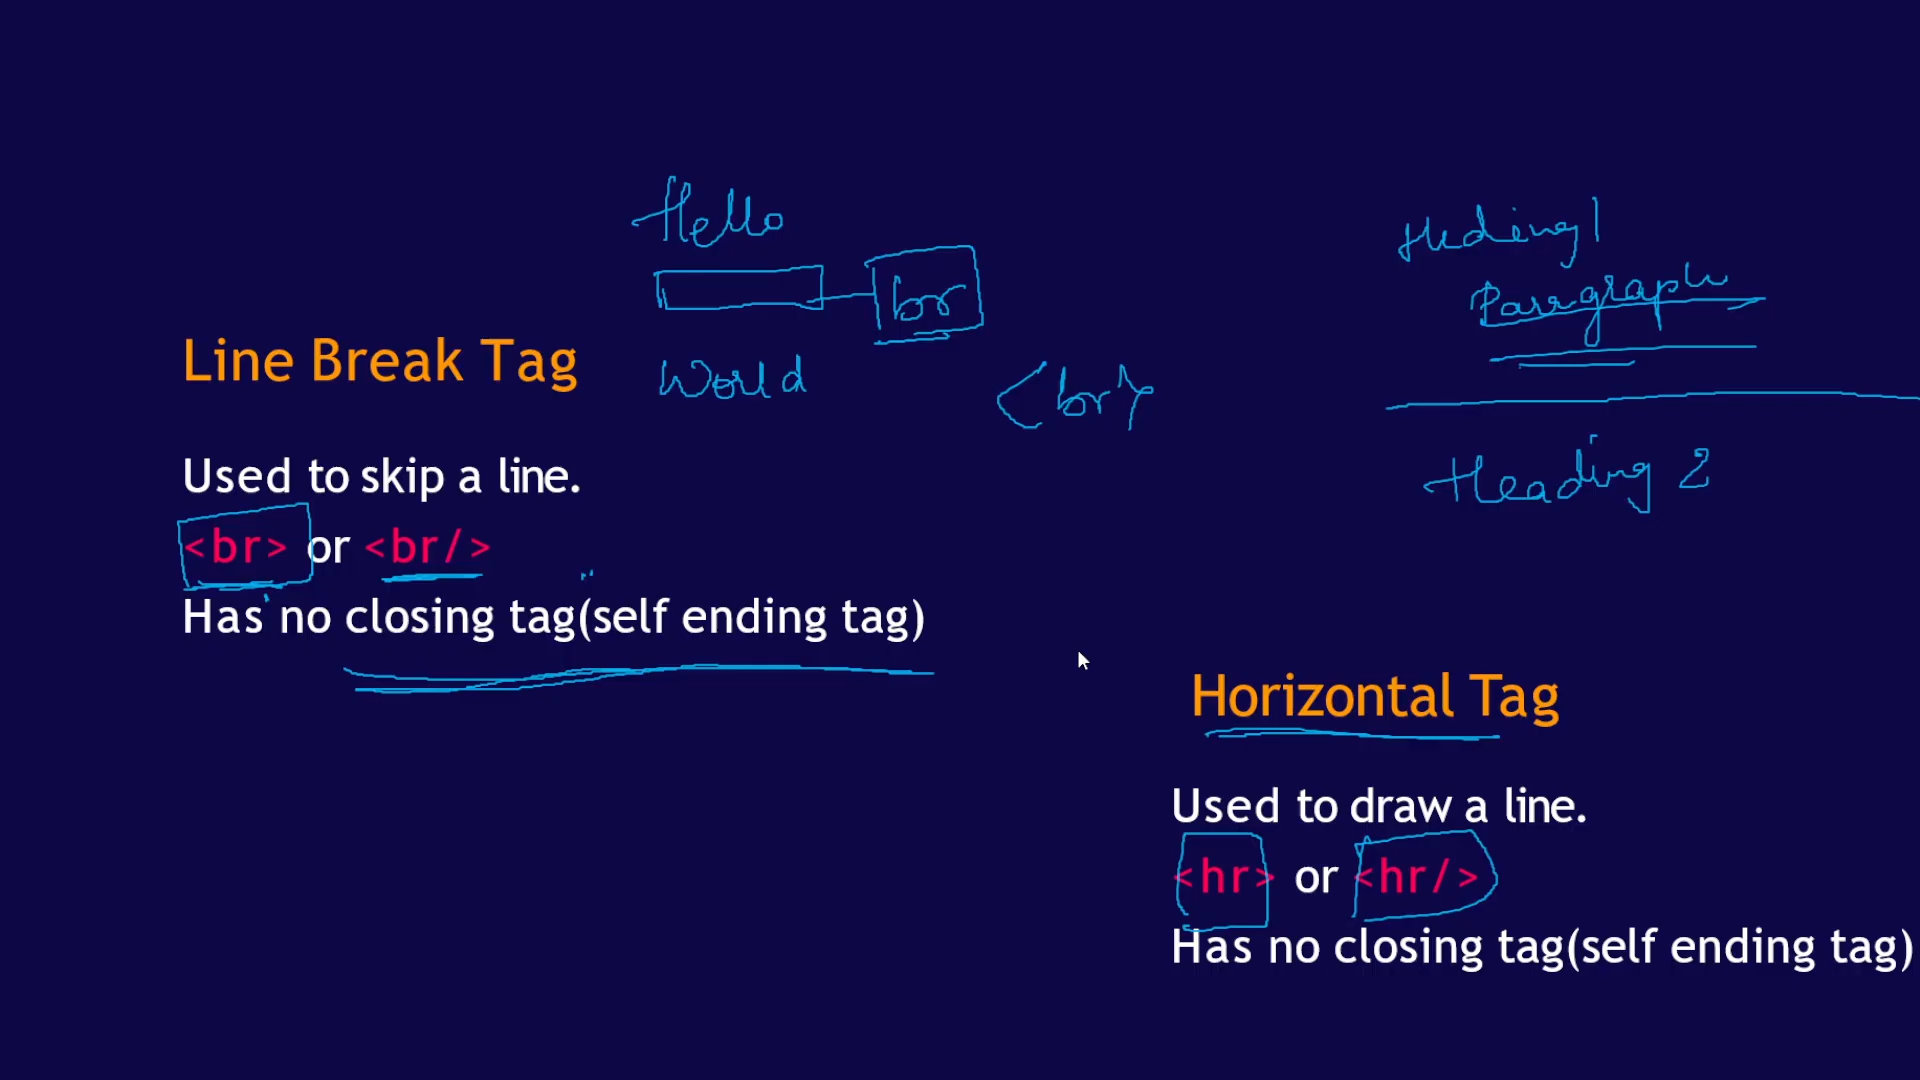 Hello
br
World
<br>
Line Break Tag
Used to skip a line.
<br> or <br/>
Has no closing tag(self ending tag)
Heding 1
Paragraph
Heading 2
Horizontal Tag
Used to draw a line.
<hr> or <hr/>
Has no closing tag(self ending tag)